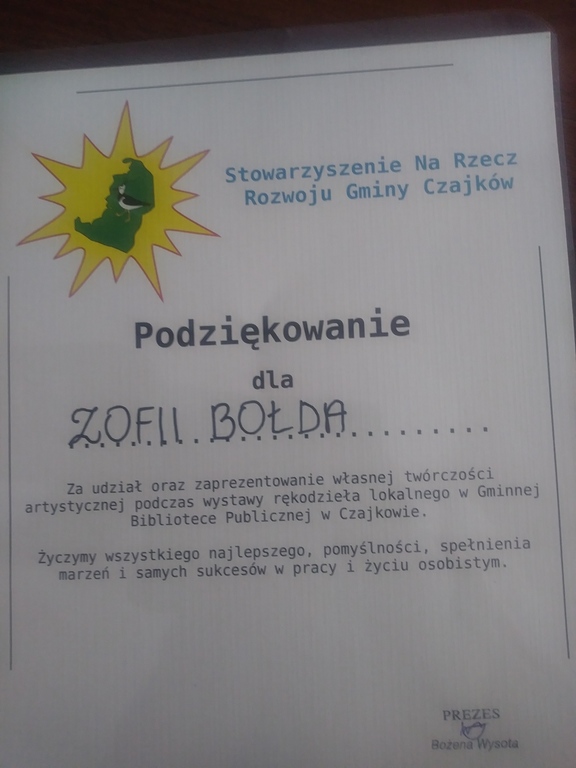 Stowarzyszenie Na Rzecz
Rozwoju Gminy Czajków
Podziękowanie
dla
ZOFII BOŁDA
Za udział oraz zaprezentowanie własnej twórczości
artystycznej podczas wystawy rękodzieła lokalnego w Gminnej
Bibliotece Publicznej w Czajkowie.
Życzymy wszystkiego najlepszego, pomyślności, spełnienia
marzeń i samych sukcesów w pracy i życiu osobistym.
PREZES
Bożena Wysota